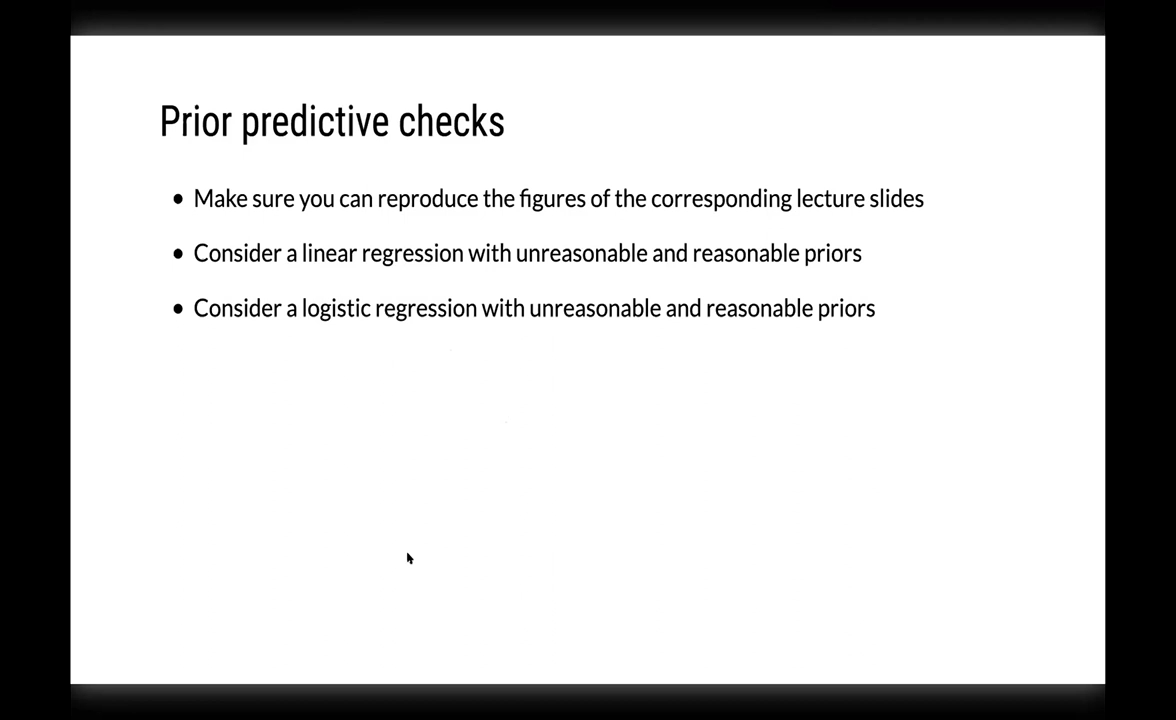 Prior predictive checks
• Make sure you can reproduce the figures of the corresponding lecture slides
• Consider a linear regression with unreasonable and reasonable priors
• Consider a logistic regression with unreasonable and reasonable priors